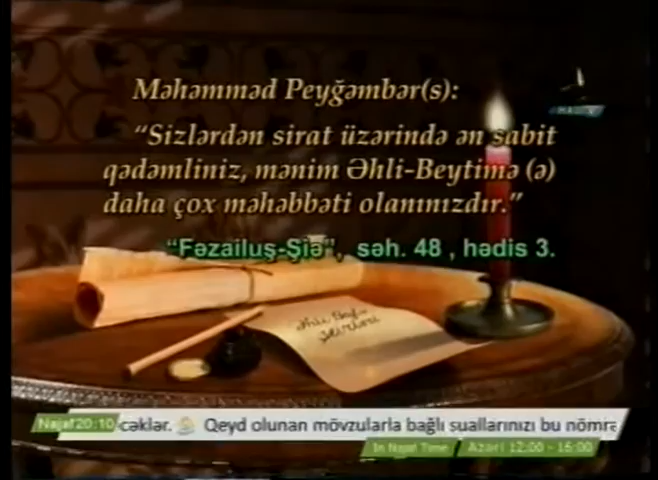 Məhəmməd Peyğəmbər(s):
“Sizlərdən sirat üzərində ən sabit
qədəmliniz, mənim Əhli-Beytimə (ə)
daha çox məhəbbəti olanınızdır.”
“Fəzailuş-Şiə”, səh. 48 , hədis 3.
Əhli Beyt
Najaf 20:10 cəklər. Qeyd olunan mövzularla bağlı suallarınızı bu nömrə
In Najaf Time Azəri 12:00 - 16:00